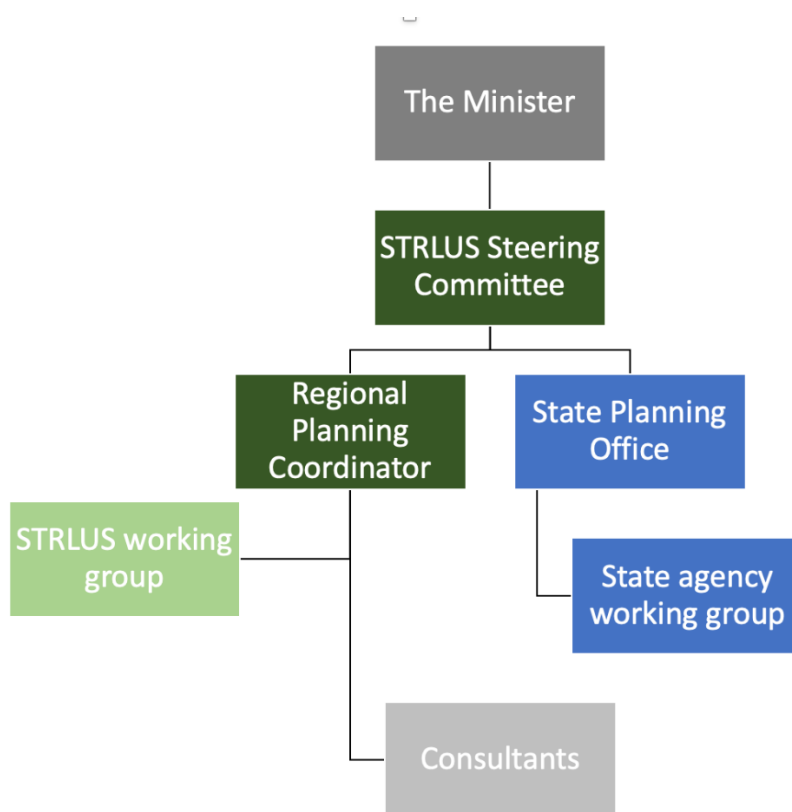 The Minister
STRLUS Steering
Committee
Regional
Planning
Coordinator
State Planning
Office
STRLUS working
group
State agency
working group
Consultants